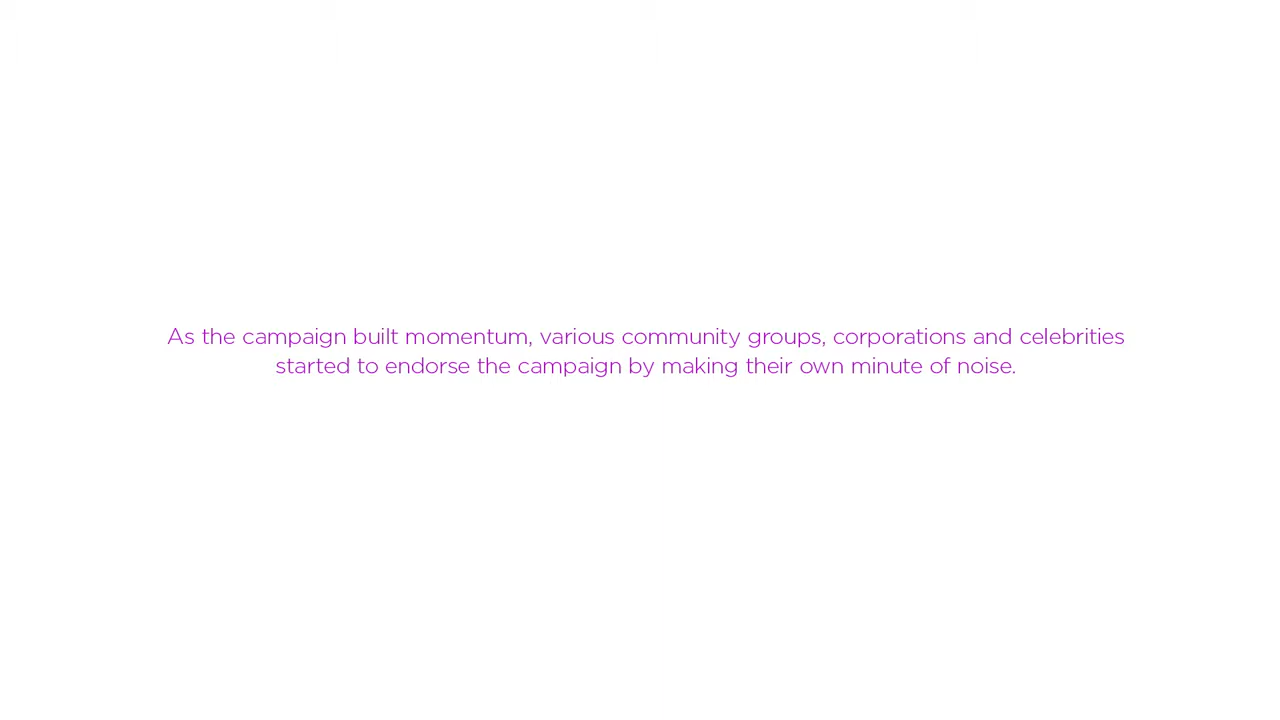 As the campaign built momentum, various community groups, corporations and celebrities
started to endorse the campaign by making their own minute of noise.